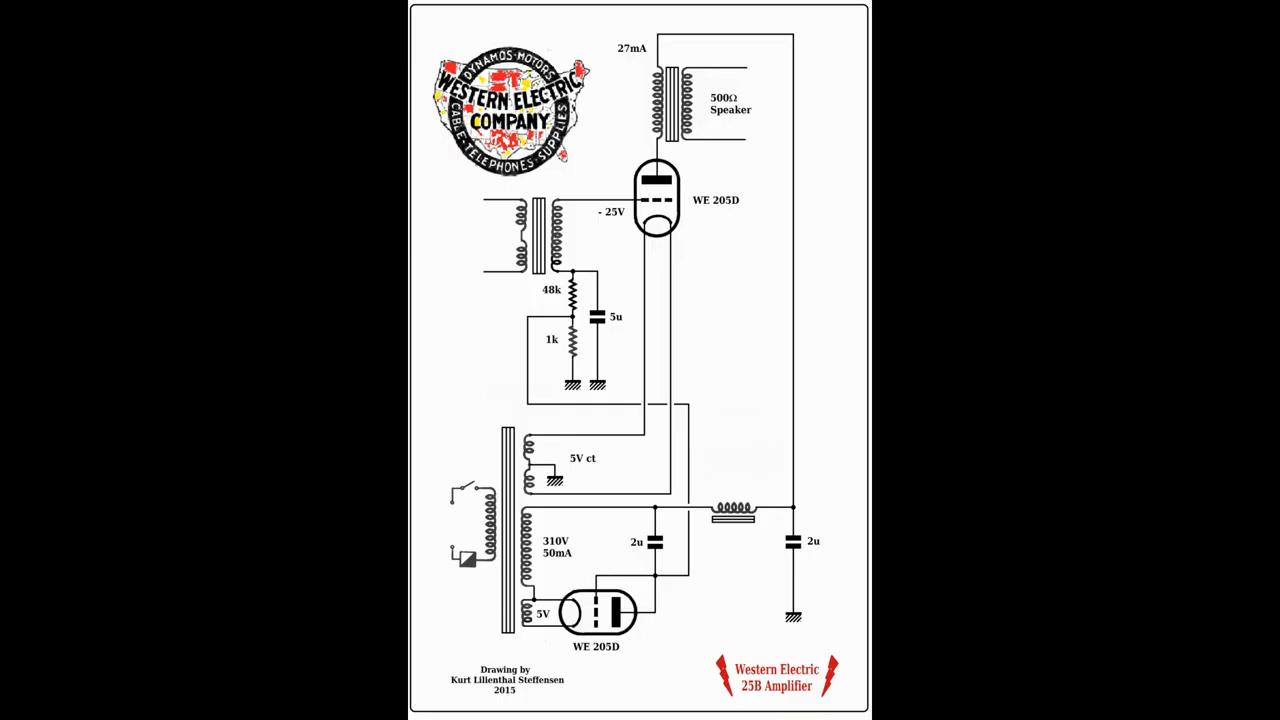 DYNAMOS-MOTORS
WESTERN ELECTRIC
COMPANY
CABLE-TELEPHONES-SUPPLIES
27mA
500Ω
Speaker
WE 205D
- 25V
48k
5u
1k
5V ct
310V
50mA
2u
2u
5V
WE 205D
Drawing by
Kurt Lilienthal Steffensen
2015
Western Electric
25B Amplifier